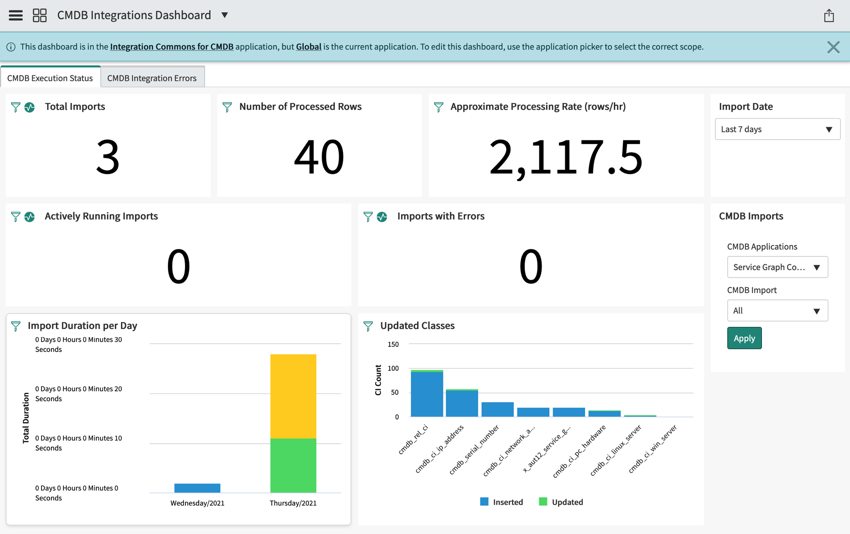 CMDB Integrations Dashboard
This dashboard is in the Integration Commons for CMDB application, but Global is the current application. To edit this dashboard, use the application picker to select the correct scope.
CMDB Execution Status
CMDB Integration Errors
Total Imports
3
Number of Processed Rows
40
Approximate Processing Rate (rows/hr)
2,117.5
Import Date
Last 7 days
Actively Running Imports
0
Imports with Errors
0
CMDB Imports
CMDB Applications
Service Graph Co...
CMDB Import
All
Apply
Import Duration per Day
Total Duration
0 Days 0 Hours 0 Minutes 30
Seconds
0 Days 0 Hours 0 Minutes 20
Seconds
0 Days 0 Hours 0 Minutes 10
Seconds
0 Days 0 Hours 0 Minutes 0
Seconds
Wednesday/2021
Thursday/2021
Updated Classes
CI Count
150
100
50
0
cmdb_rel_ci
cmdb_ci_ip_address
cmdb_serial_number
cmdb_ci_network_a...
x_aut12_service_g...
cmdb_ci_pc_hardware
cmdb_ci_linux_server
cmdb_ci_win_server
Inserted
Updated